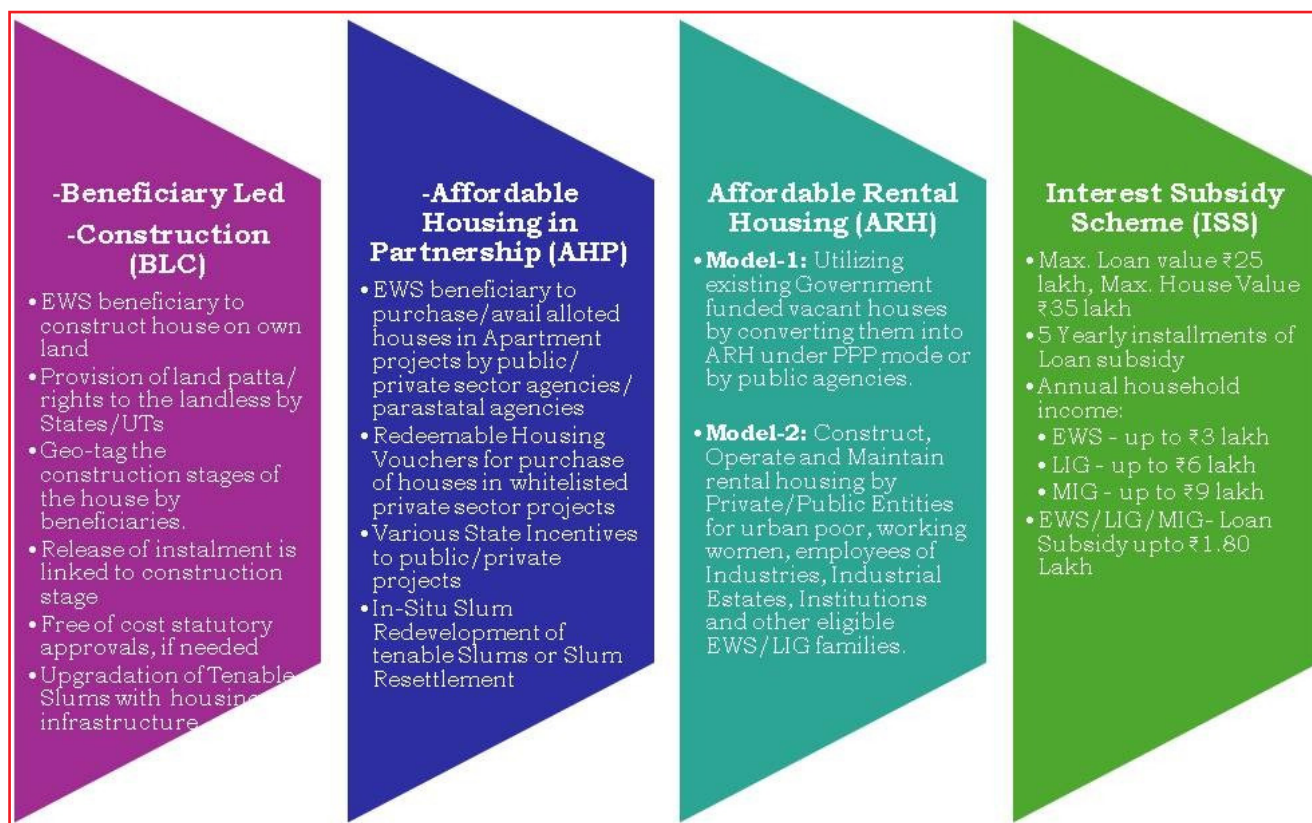 -Beneficiary Led
-Construction
(BLC)
• EWS beneficiary to
construct house on own
land
• Provision of land patta/
rights to the landless by
States/UTs
• Geo-tag the
construction stages of
the house by
beneficiaries.
• Release of instalment is
linked to construction
stage
• Free of cost statutory
approvals, if needed
• Upgradation of Tenable
Slums with housing
infrastructure
-Affordable
Housing in
Partnership (AHP)
• EWS beneficiary to
purchase/avail alloted
houses in Apartment
projects by public/
private sector agencies/
parastatal agencies
• Redeemable Housing
Vouchers for purchase
of houses in whitelisted
private sector projects
• Various State Incentives
to public/private
projects
• In-Situ Slum
Redevelopment of
tenable Slums or Slum
Resettlement
Affordable Rental
Housing (ARH)
• Model-1: Utilizing
existing Government
funded vacant houses
by converting them into
ARH under PPP mode or
by public agencies.
• Model-2: Construct,
Operate and Maintain
rental housing by
Private/Public Entities
for urban poor, working
women, employees of
Industries, Industrial
Estates, Institutions
and other eligible
EWS/LIG families.
Interest Subsidy
Scheme (ISS)
• Max. Loan value ₹25
lakh, Max. House Value
₹35 lakh
• 5 Yearly installments of
Loan subsidy
• Annual household
income:
• EWS - up to ₹3 lakh
• LIG - up to ₹6 lakh
• MIG - up to ₹9 lakh
• EWS/LIG/MIG- Loan
Subsidy upto ₹1.80
Lakh